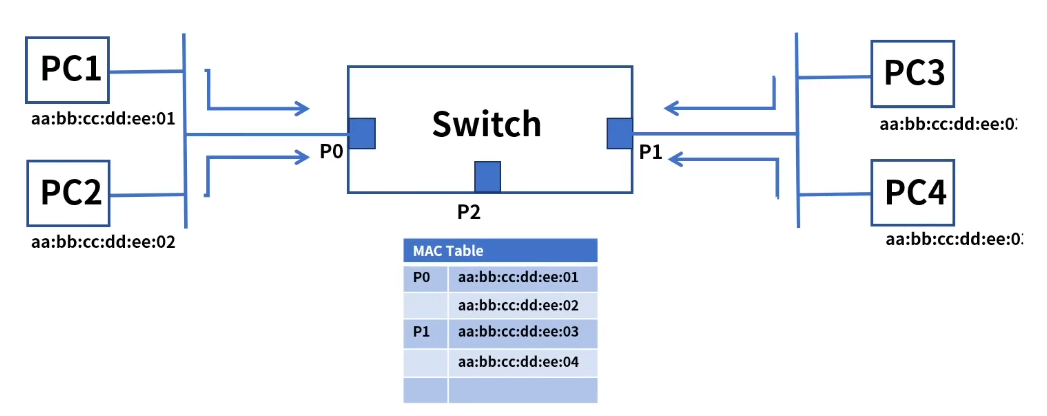 PC1
aa:bb:cc:dd:ee:01
PC2
aa:bb:cc:dd:ee:02
Switch
P0
P1
P2
PC3
aa:bb:cc:dd:ee:0
PC4
aa:bb:cc:dd:ee:0
MAC Table
P0 aa:bb:cc:dd:ee:01
aa:bb:cc:dd:ee:02
P1 aa:bb:cc:dd:ee:03
aa:bb:cc:dd:ee:04